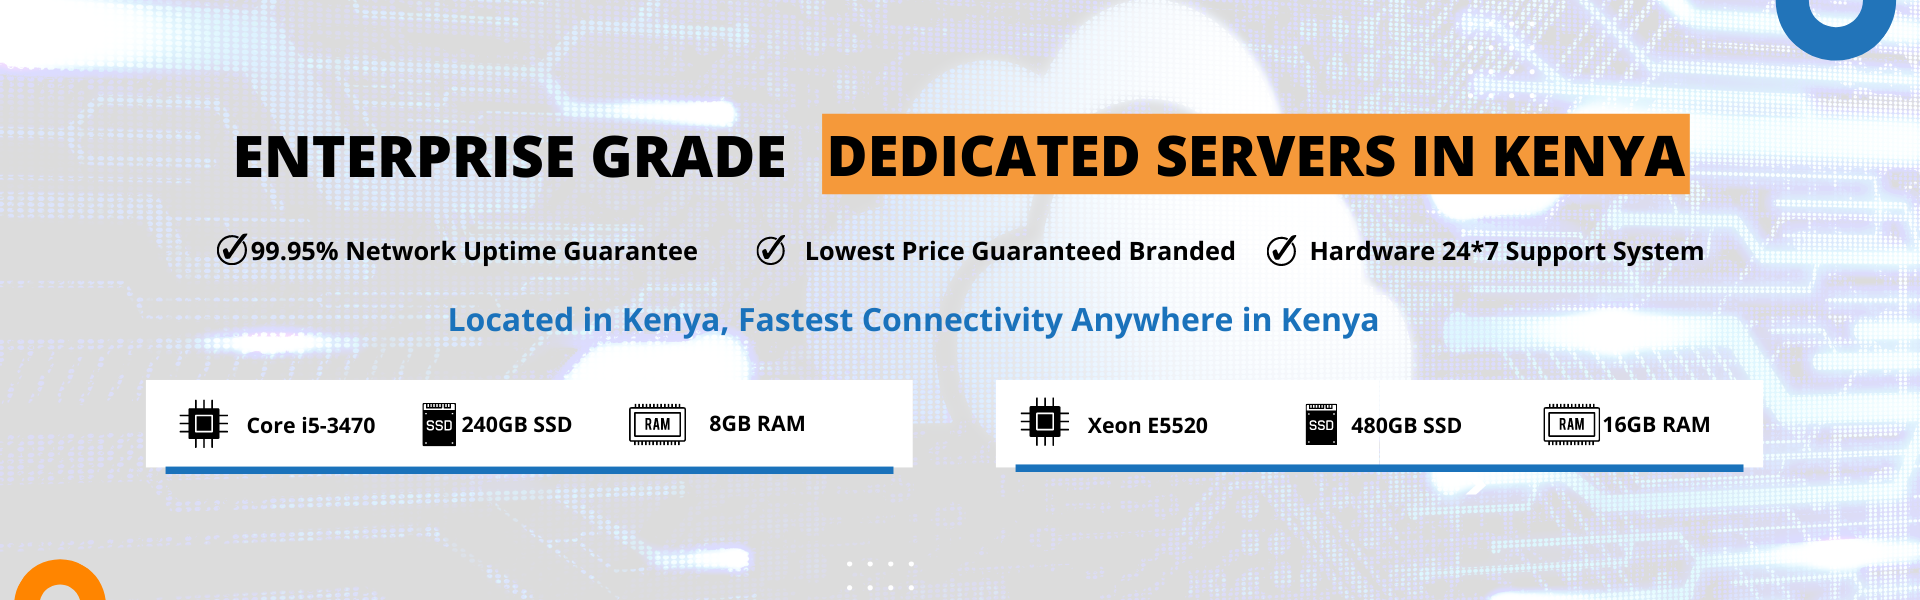 ENTERPRISE GRADE DEDICATED SERVERS IN KENYA
99.95% Network Uptime Guarantee Lowest Price Guaranteed Branded Hardware 24*7 Support System
Located in Kenya, Fastest Connectivity Anywhere in Kenya
Core i5-3470 SSD 240GB SSD RAM 8GB RAM
Xeon E5520 SSD 480GB SSD RAM 16GB RAM